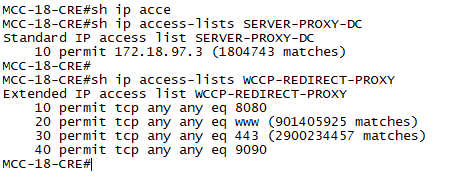 MCC-18-CRE#sh ip acce
MCC-18-CRE#sh ip access-lists SERVER-PROXY-DC
Standard IP access list SERVER-PROXY-DC
    10 permit 172.18.97.3 (1804743 matches)
MCC-18-CRE#
MCC-18-CRE#sh ip access-lists WCCP-REDIRECT-PROXY
Extended IP access list WCCP-REDIRECT-PROXY
    10 permit tcp any any eq 8080
    20 permit tcp any any eq www (901405925 matches)
    30 permit tcp any any eq 443 (2900234457 matches)
    40 permit tcp any any eq 9090
MCC-18-CRE#